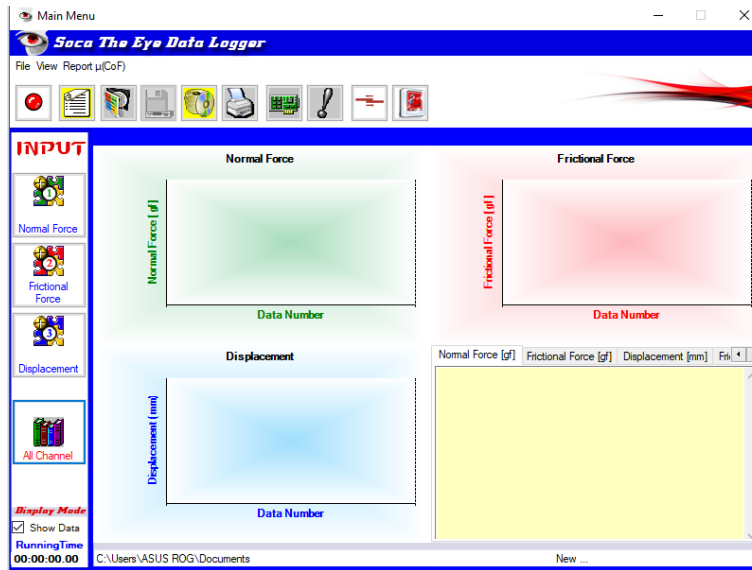 Main Menu
Soca The Eye Data Logger
File View Report μ(CoF)
INPUT
1
Normal Force
2
Frictional
Force
3
Displacement
All Channel
Display Mode
Show Data
RunningTime
00:00:00.00
Normal Force
Normal Force [gf]
Data Number
Frictional Force
Frictional Force [gf]
Data Number
Displacement
Displacement (mm)
Data Number
Normal Force [gf] Frictional Force [gf] Displacement [mm]
C:\Users\ASUS ROG\Documents New ...